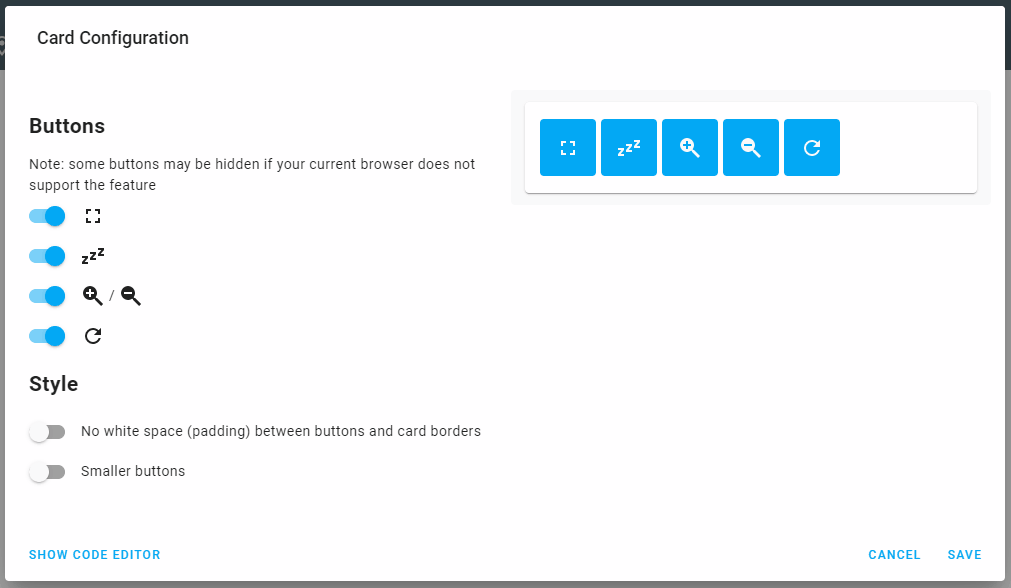 Card Configuration
Buttons
Note: some buttons may be hidden if your current browser does not
support the feature
/
Style
No white space (padding) between buttons and card borders
Smaller buttons
SHOW CODE EDITOR
CANCEL
SAVE